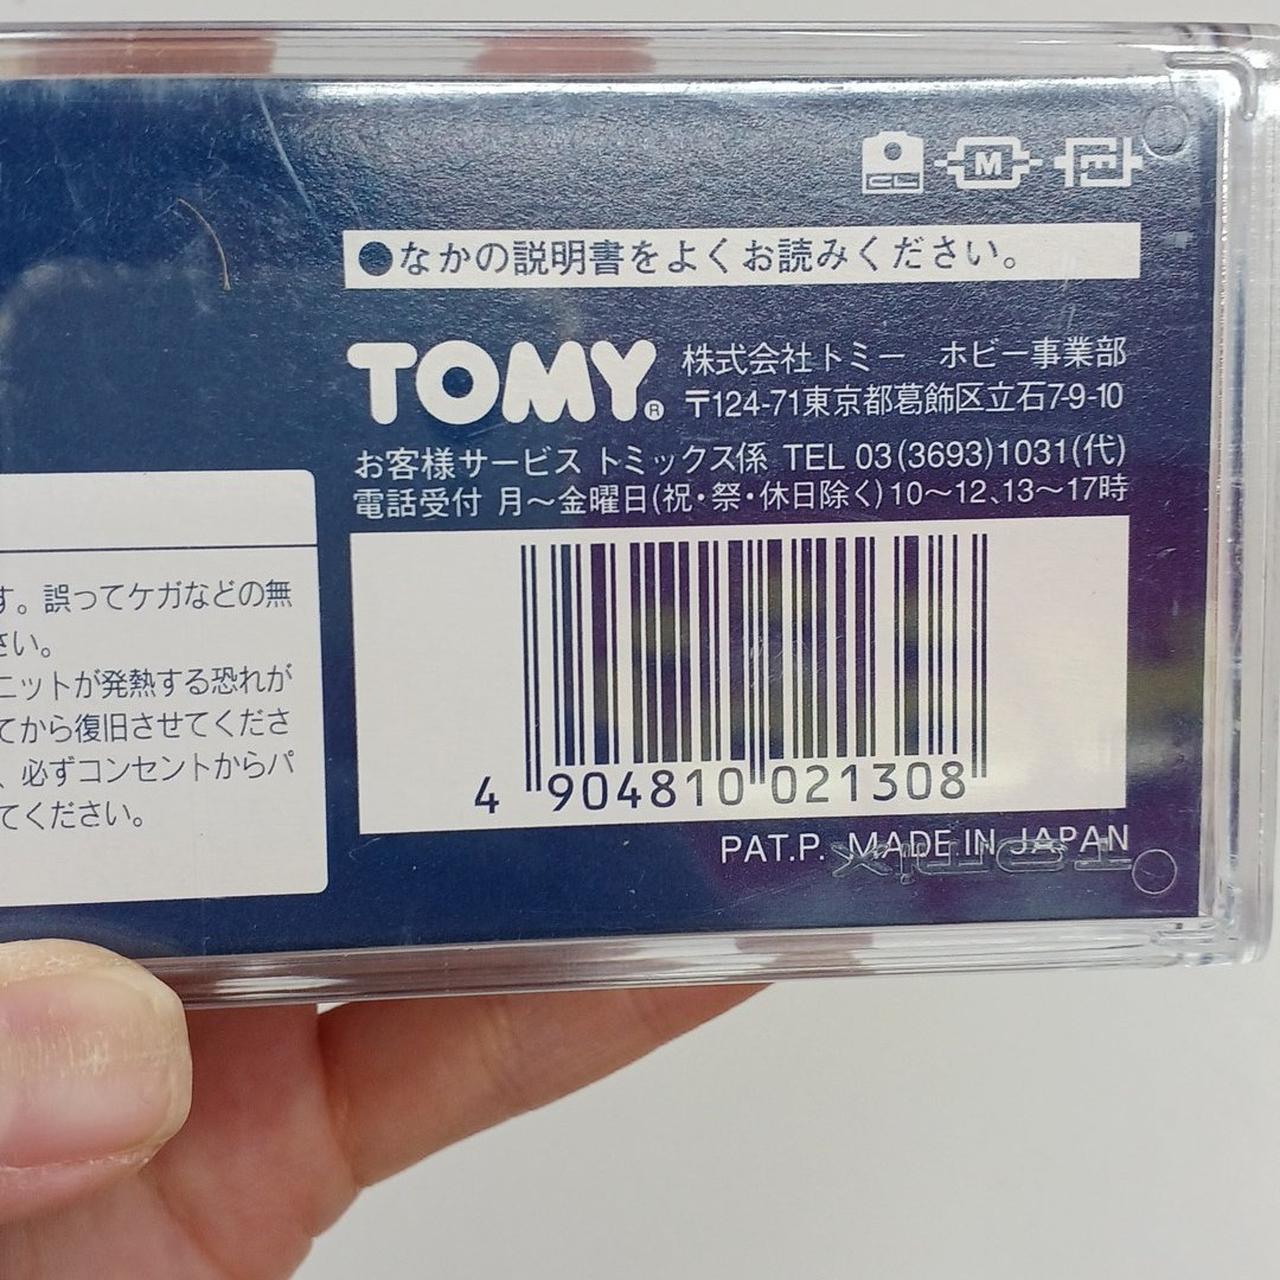 CL M
●なかの説明書をよくお読みください。
TOMY® 株式会社トミー ホビー事業部
〒124-71東京都葛飾区立石7-9-10
お客様サービス トミックス係 TEL 03(3693)1031(代)
電話受付 月〜金曜日(祝・祭・休日除く)10〜12、13〜17時
す。誤ってケガなどの無
さい。
ニットが発熱する恐れが
てから復旧させてくださ
、必ずコンセントからパ
てください。
4 904810 021308
PAT.P. MADE IN JAPAN
TOMIX